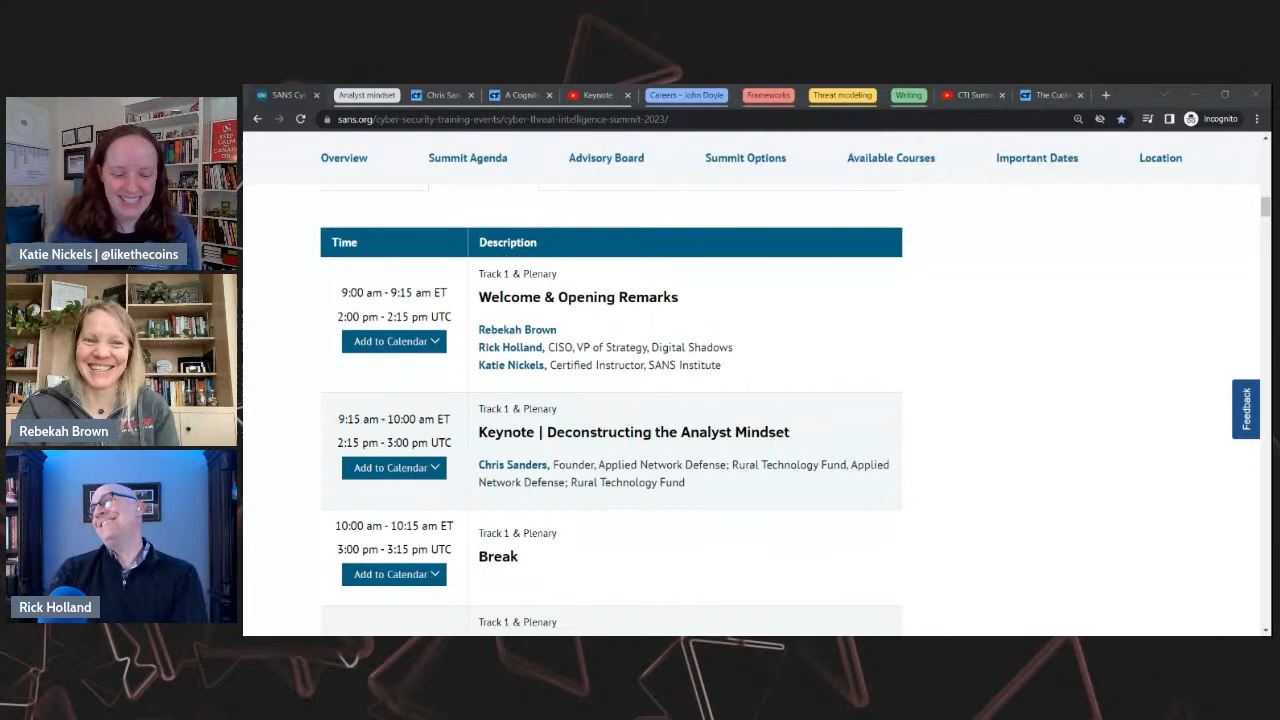 SANS Cy
Analyst mindset
Chris San
A Cogniti
Keynote:
Careers - John Doyle
Frameworks
Threat modeling
Writing
CTI Summ
The Cuck
sans.org/cyber-security-training-events/cyber-threat-intelligence-summit-2023/
Incognito
Overview
Summit Agenda
Advisory Board
Summit Options
Available Courses
Important Dates
Location
Time
Description
9:00 am - 9:15 am ET
2:00 pm - 2:15 pm UTC
Add to Calendar
Track 1 & Plenary
Welcome & Opening Remarks
Rebekah Brown
Rick Holland, CISO, VP of Strategy, Digital Shadows
Katie Nickels, Certified Instructor, SANS Institute
9:15 am - 10:00 am ET
2:15 pm - 3:00 pm UTC
Add to Calendar
Track 1 & Plenary
Keynote | Deconstructing the Analyst Mindset
Chris Sanders, Founder, Applied Network Defense; Rural Technology Fund, Applied
Network Defense; Rural Technology Fund
10:00 am - 10:15 am ET
3:00 pm - 3:15 pm UTC
Add to Calendar
Track 1 & Plenary
Break
Track 1 & Plenary
Feedback
Katie Nickels | @likethecoins
Rebekah Brown
Rick Holland
KEEP
CALM